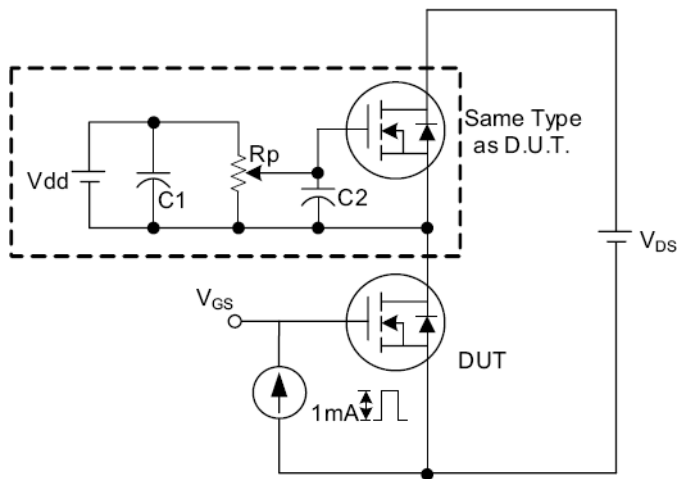 Same Type
as D.U.T.
Rp
Vdd
C1
C2
V_DS
V_GS
DUT
1mA